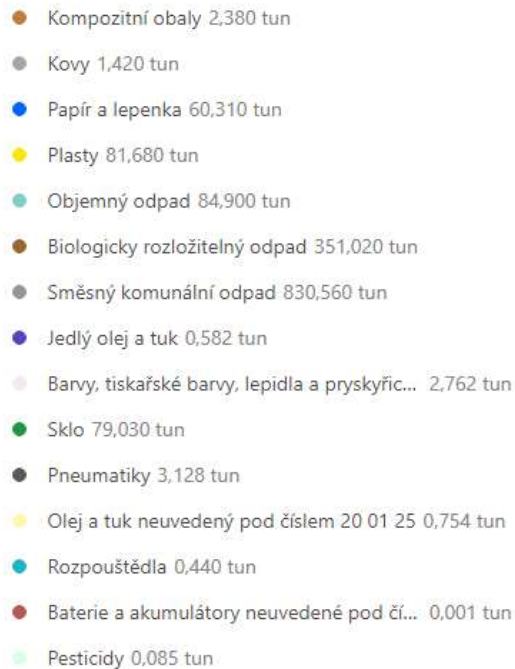 Kompozitní obaly 2,380 tun
Kovy 1,420 tun
Papír a lepenka 60,310 tun
Plasty 81,680 tun
Objemný odpad 84,900 tun
Biologicky rozložitelný odpad 351,020 tun
Směsný komunální odpad 830,560 tun
Jedlý olej a tuk 0,582 tun
Barvy, tiskařské barvy, lepidla a pryskyřic... 2,762 tun
Sklo 79,030 tun
Pneumatiky 3,128 tun
Olej a tuk neuvedený pod číslem 20 01 25 0,754 tun
Rozpouštědla 0,440 tun
Baterie a akumulátory neuvedené pod čí... 0,001 tun
Pesticidy 0,085 tun